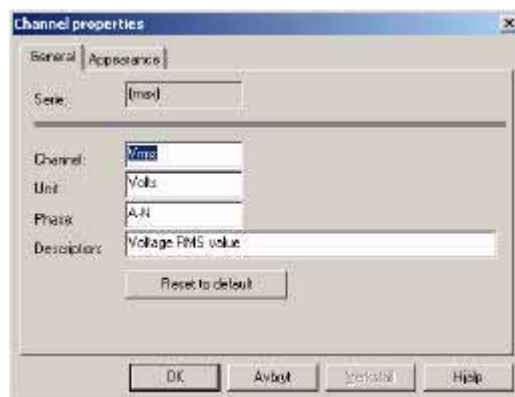 Channel properties
General Appearance
Serie: (max)
Channel: Vrms
Unit: Volts
Phase: A-N
Description: Voltage RMS value
Reset to default
OK Avbryt Verkställ Hjälp